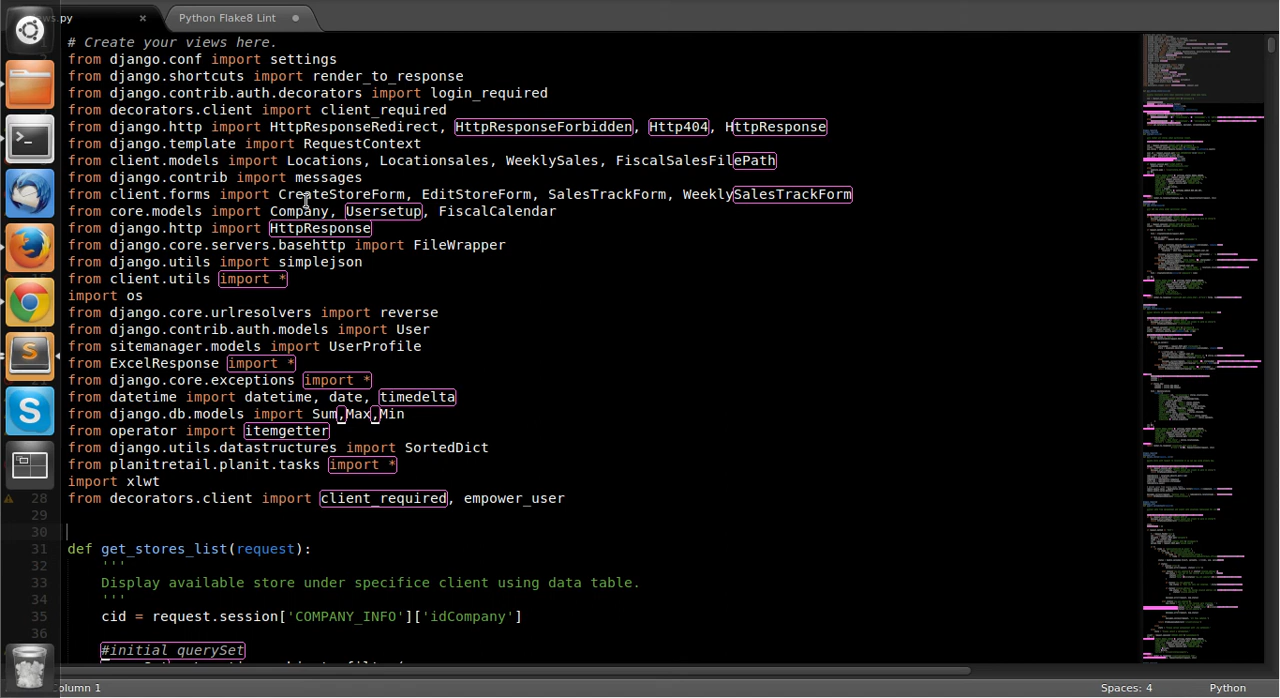 ws.py × Python Flake8 Lint
# Create your views here.
from django.conf import settings
from django.shortcuts import render_to_response
from django.contrib.auth.decorators import login_required
from decorators.client import client_required
from django.http import HttpResponseRedirect, HttpResponseForbidden, Http404, HttpResponse
from django.template import RequestContext
from client.models import Locations, Locationsales, WeeklySales, FiscalSalesFilePath
from django.contrib import messages
from client.forms import CreateStoreForm, EditStoreForm, SalesTrackForm, WeeklySalesTrackForm
from core.models import Company, Usersetup, FiscalCalendar
from django.http import HttpResponse
from django.core.servers.basehttp import FileWrapper
from django.utils import simplejson
from client.utils import *
import os
from django.core.urlresolvers import reverse
from django.contrib.auth.models import User
from sitemanager.models import UserProfile
from ExcelResponse import *
from django.core.exceptions import *
from datetime import datetime, date, timedelta
from django.db.models import Sum,Max,Min
from operator import itemgetter
from django.utils.datastructures import SortedDict
from planitretail.planit.tasks import *
import xlwt
28 from decorators.client import client_required, empower_user
29
30
31 def get_stores_list(request):
32 '''
33 Display available store under specifice client using data table.
34 '''
35 cid = request.session['COMPANY_INFO']['idCompany']
36
#initial querySet
olumn 1 Spaces: 4 Python